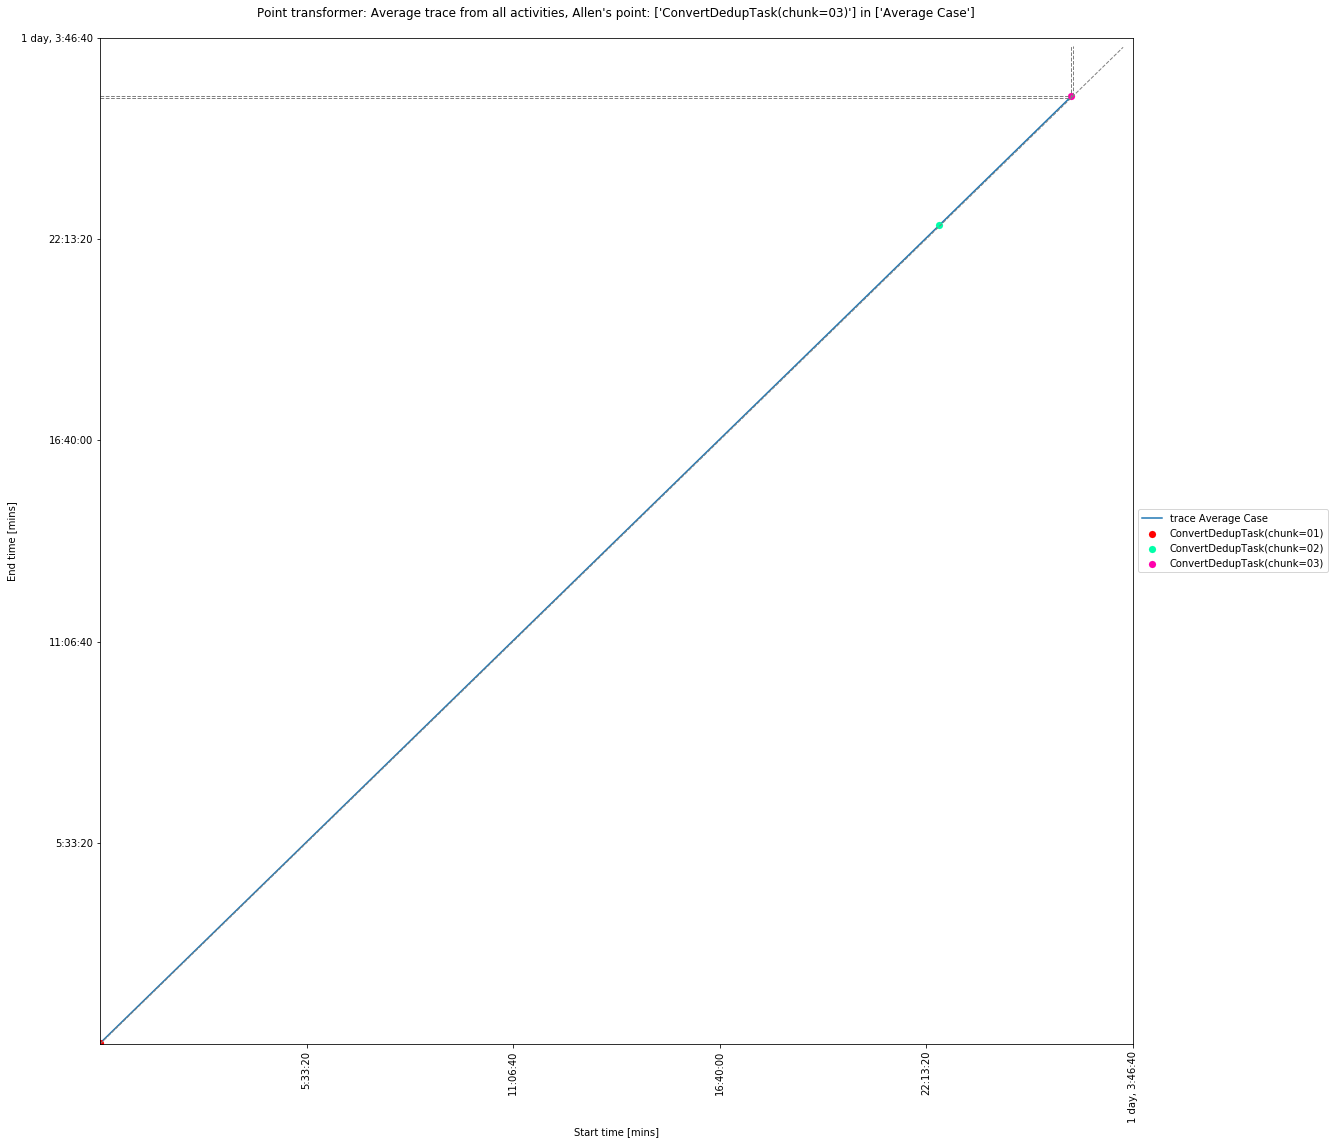 Point transformer: Average trace from all activities, Allen's point: ['ConvertDedupTask(chunk=03)'] in ['Average Case']
1 day, 3:46:40
22:13:20
16:40:00
11:06:40
5:33:20
End time [mins]
5:33:20
11:06:40
16:40:00
22:13:20
1 day, 3:46:40
Start time [mins]
trace Average Case
ConvertDedupTask(chunk=01)
ConvertDedupTask(chunk=02)
ConvertDedupTask(chunk=03)